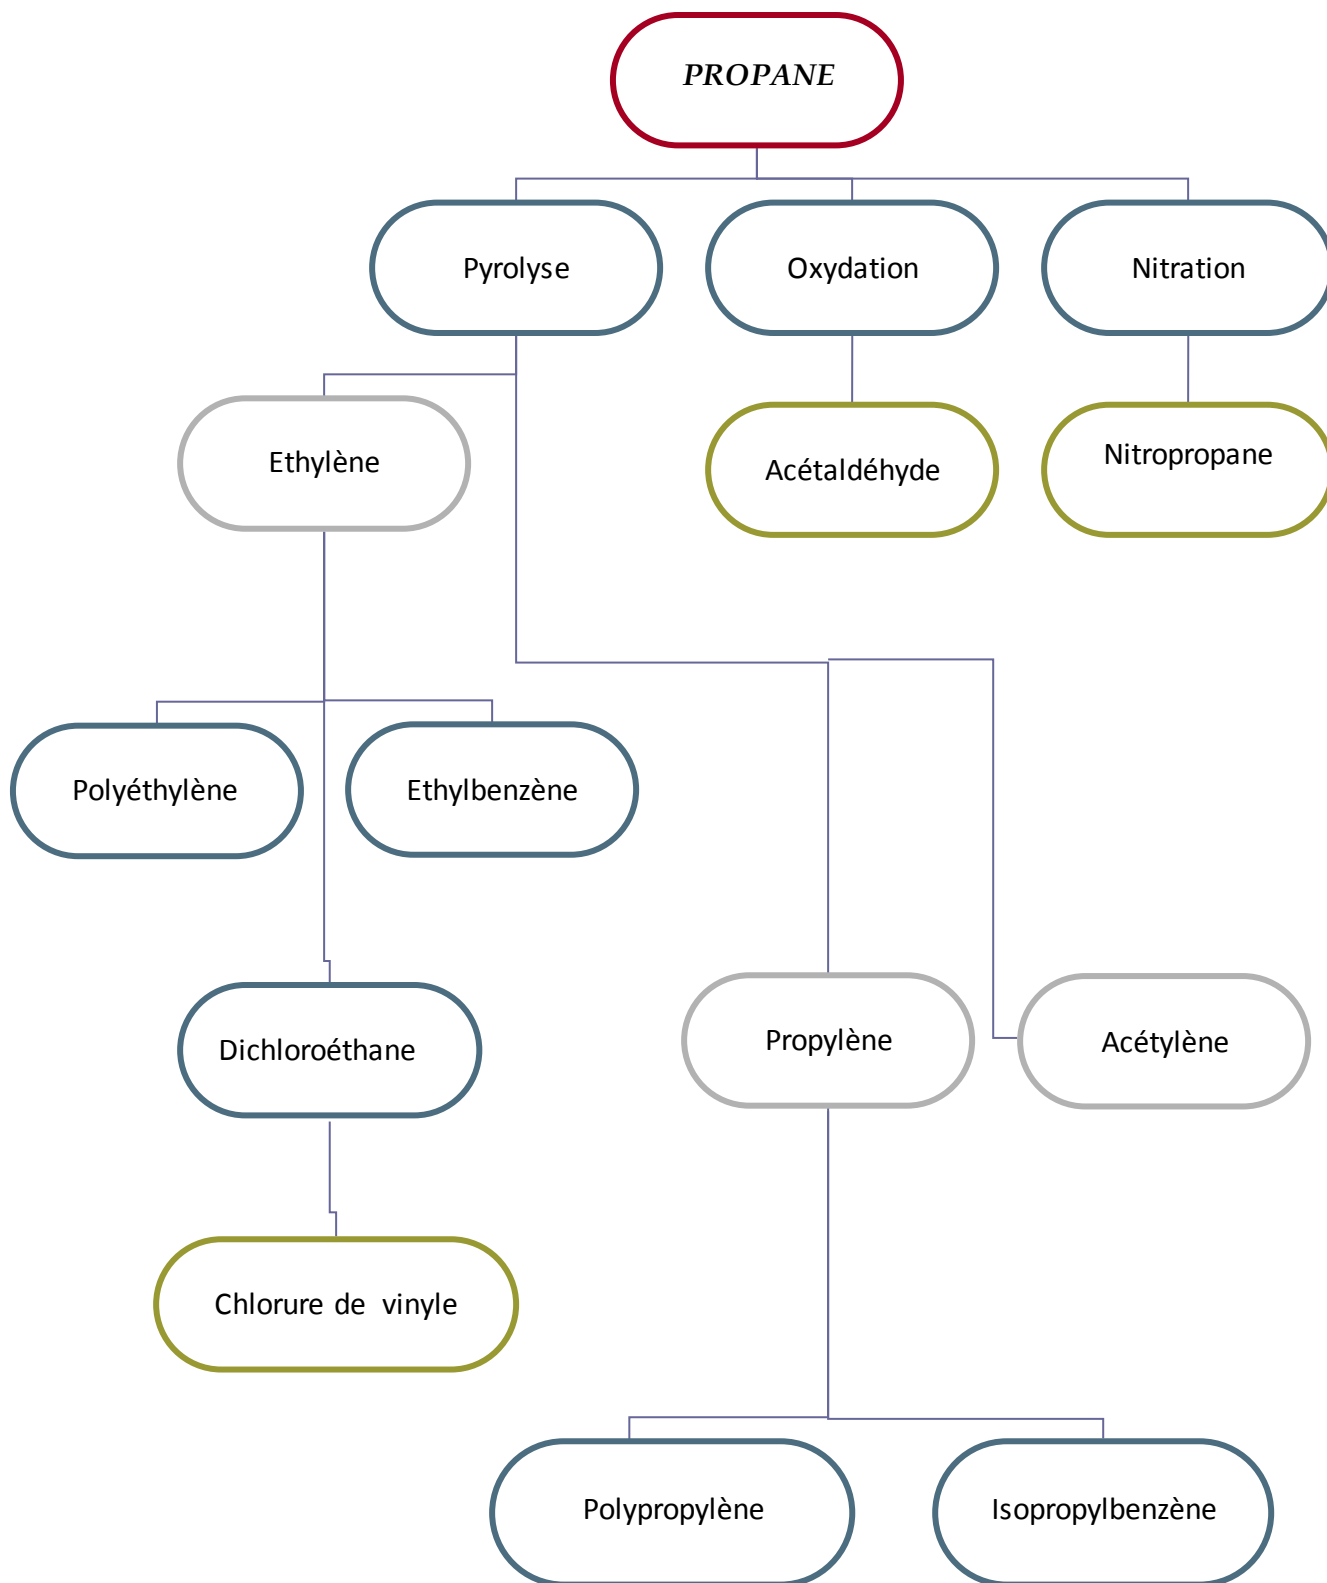 PROPANE
Pyrolyse
Oxydation
Nitration
Ethylène
Acétaldéhyde
Nitropropane
Polyéthylène
Ethylbenzène
Dichloroéthane
Propylène
Acétylène
Chlorure de vinyle
Polypropylène
Isopropylbenzène